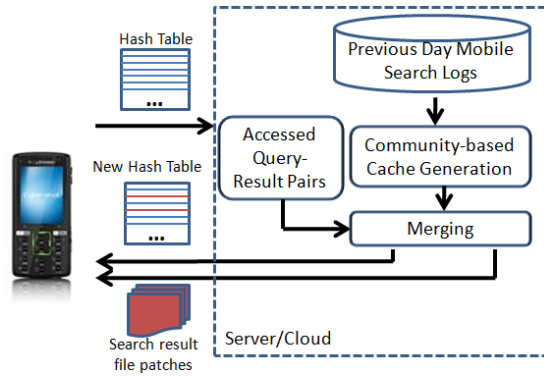 Hash Table
...
Previous Day Mobile
Search Logs
Accessed
Query-
Result Pairs
Community-based
Cache Generation
New Hash Table
...
Merging
Search result
file patches
Server/Cloud